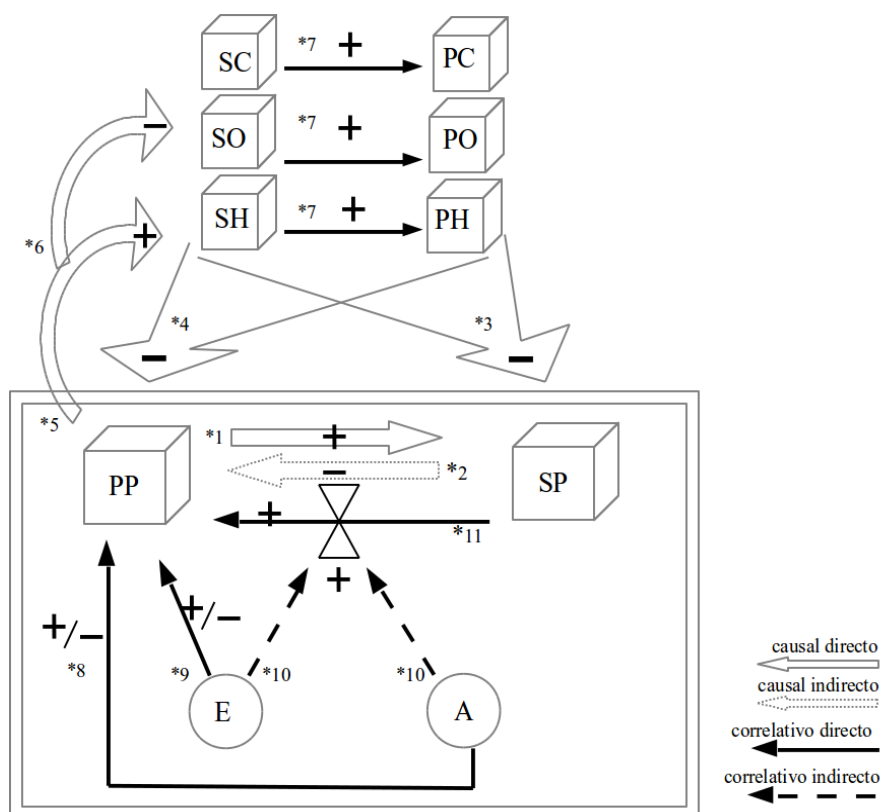 SC *7 + PC
SO *7 + PO
SH *7 + PH
−
+
*6
*4 *3
− −
*5
*1 +
− *2
PP SP
+ *11
+
+/− +/−
*8 *9 *10 *10
E A
causal directo
causal indirecto
correlativo directo
correlativo indirecto